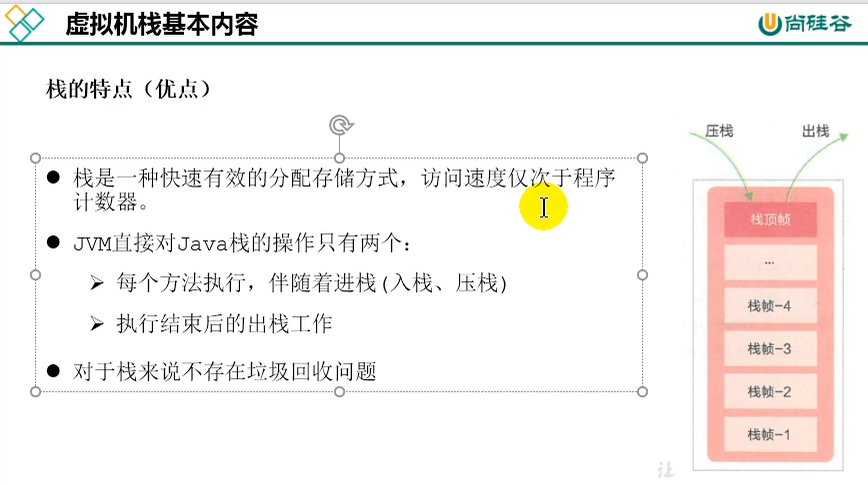 虚拟机栈基本内容
尚硅谷
栈的特点（优点）
栈是一种快速有效的分配存储方式，访问速度仅次于程序
计数器。
JVM直接对Java栈的操作只有两个：
每个方法执行，伴随着进栈(入栈、压栈)
执行结束后的出栈工作
对于栈来说不存在垃圾回收问题
压栈
出栈
栈顶帧
...
栈帧-4
栈帧-3
栈帧-2
栈帧-1
让